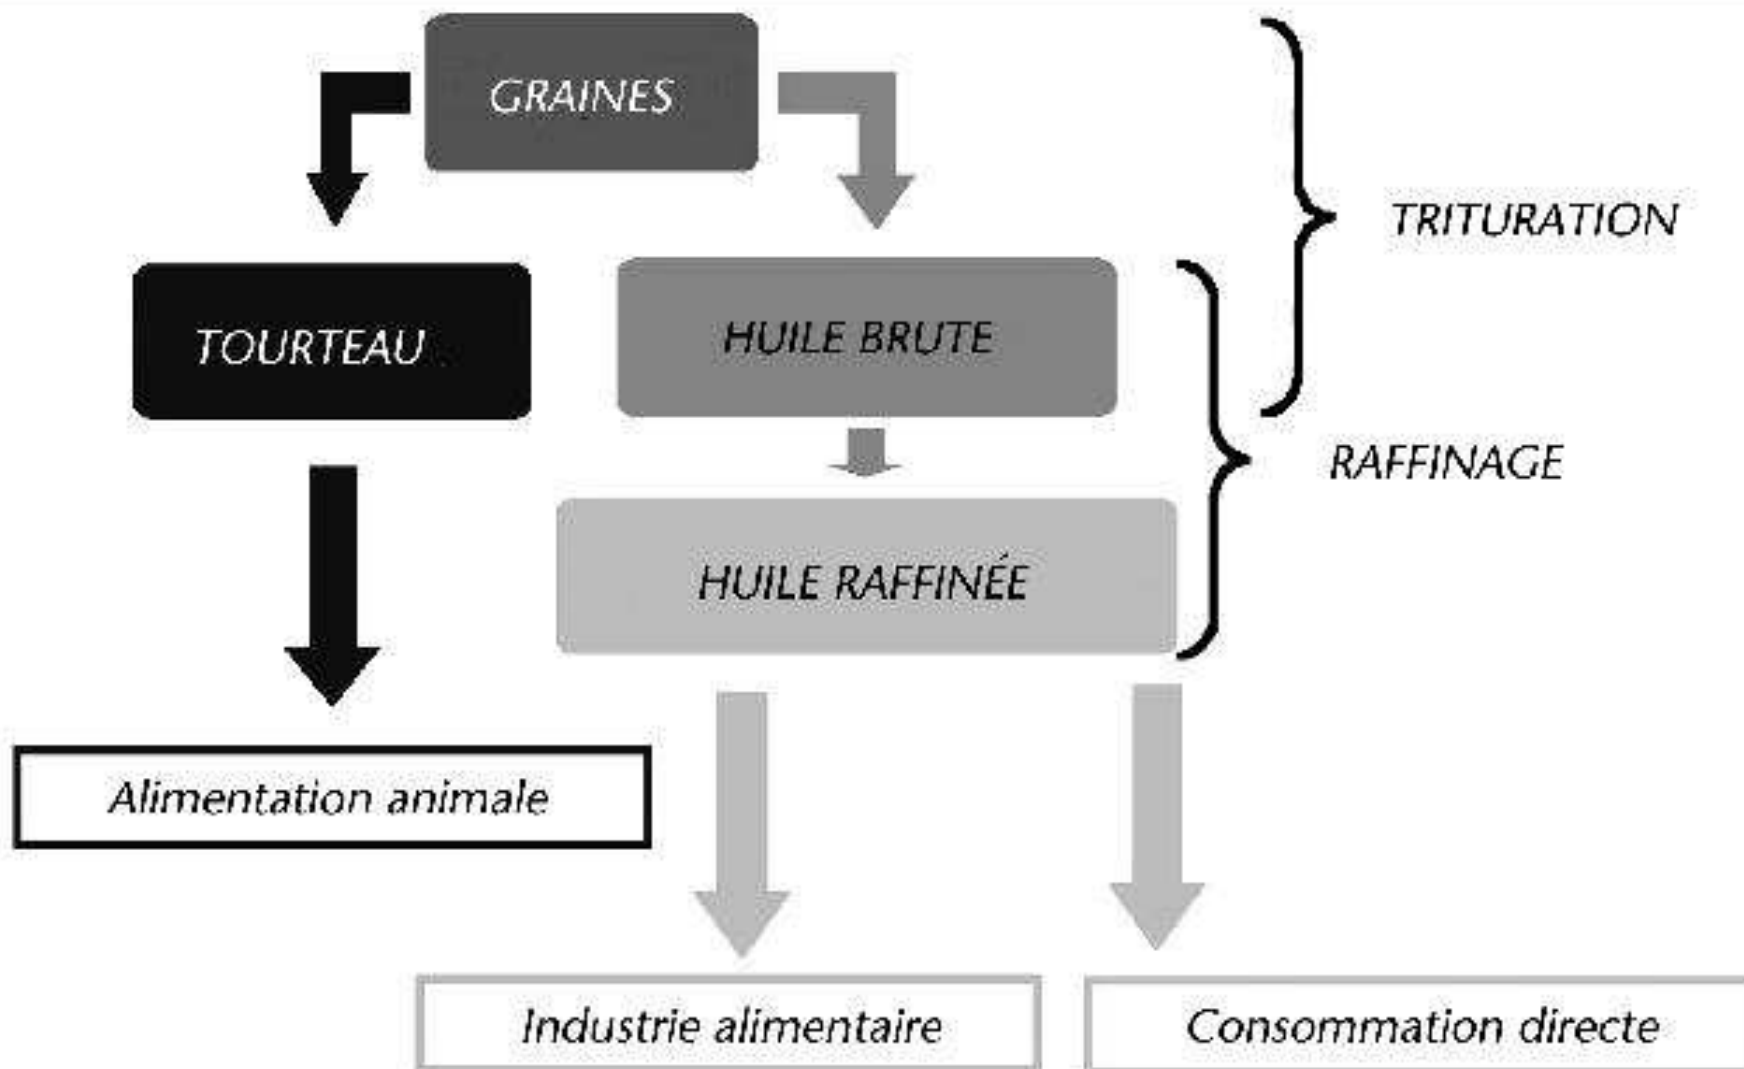 GRAINES
TRITURATION
TOURTEAU
HUILE BRUTE
RAFFINAGE
HUILE RAFFINÉE
Alimentation animale
Industrie alimentaire
Consommation directe